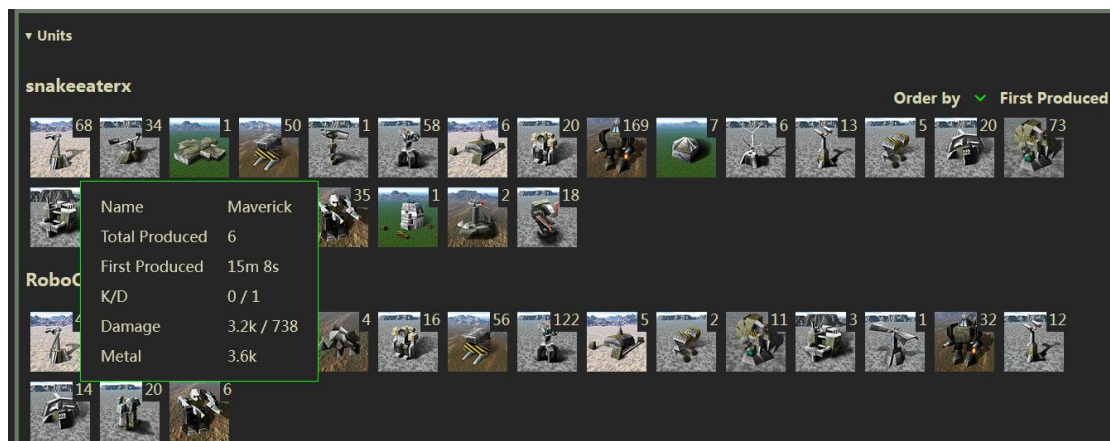 ▾ Units
snakeeaterx
Order by First Produced
68 34 1 50 1 58 6 20 169 7 6 13 5 20 73
35 1 2 18
Name Maverick
Total Produced 6
First Produced 15m 8s
K/D 0 / 1
Damage 3.2k / 738
Metal 3.6k
4 16 56 122 5 2 11 3 1 32 12
14 20 6